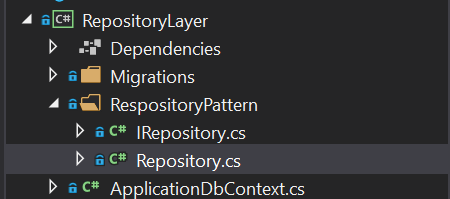 C# RepositoryLayer
Dependencies
Migrations
RespositoryPattern
C# IRepository.cs
C# Repository.cs
C# ApplicationDbContext.cs